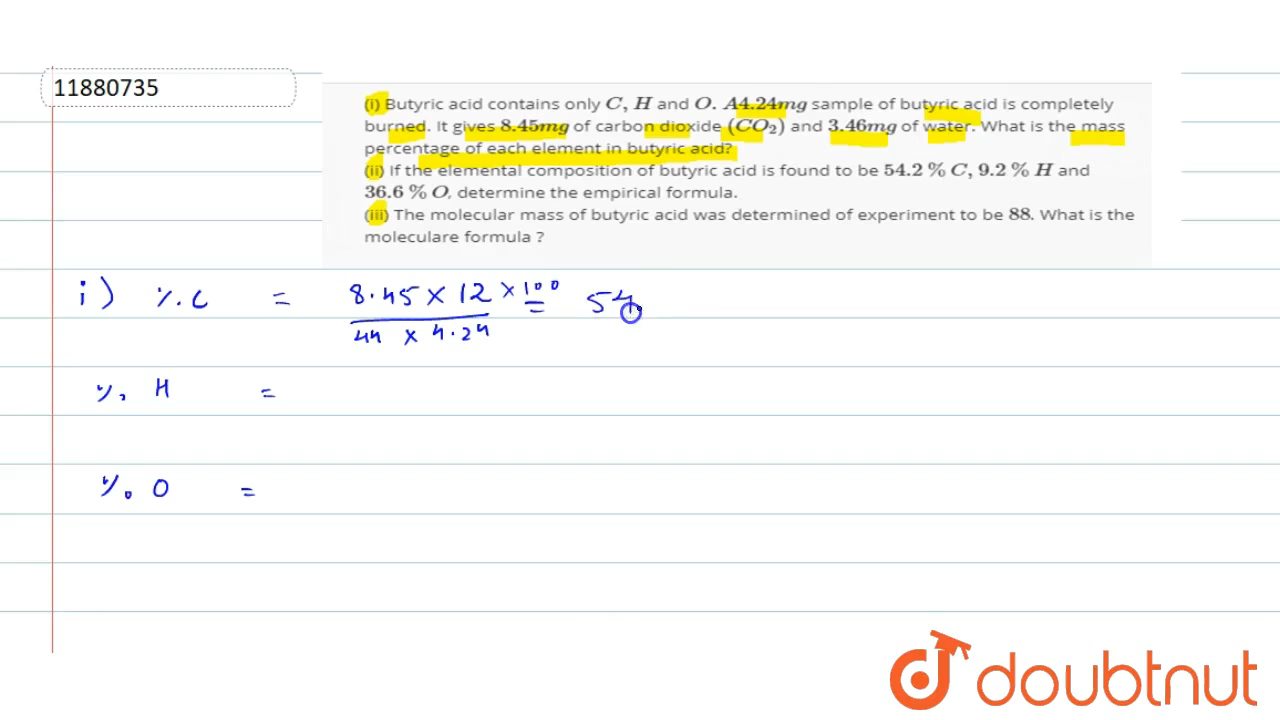 11880735
(i) Butyric acid contains only C, H and O. A4.24mg sample of butyric acid is completely
burned. It gives 8.45mg of carbon dioxide (CO₂) and 3.46mg of water. What is the mass
percentage of each element in butyric acid?
(ii) If the elemental composition of butyric acid is found to be 54.2 % C, 9.2 % H and
36.6 % O, determine the empirical formula.
(iii) The molecular mass of butyric acid was determined of experiment to be 88. What is the
moleculare formula ?
i) %. C = 8.45 × 12 × 100 54
44 × 4.24
%. H =
%. O =
doubtnut